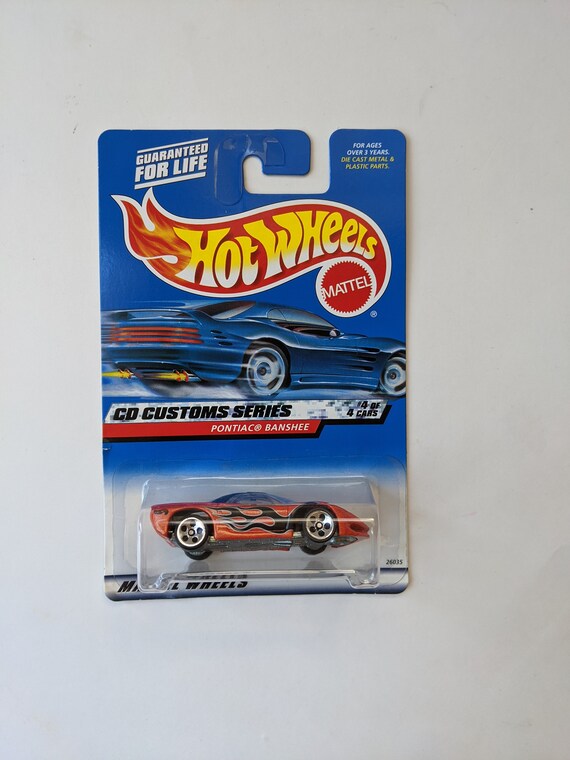 GUARANTEED
FOR LIFE
FOR AGES
OVER 3 YEARS.
DIE CAST METAL &
PLASTIC PARTS.
HOT WHEELS
MATTEL
®
CD CUSTOMS SERIES
#4 OF
4 CARS
PONTIAC® BANSHEE
26035
WHEELS